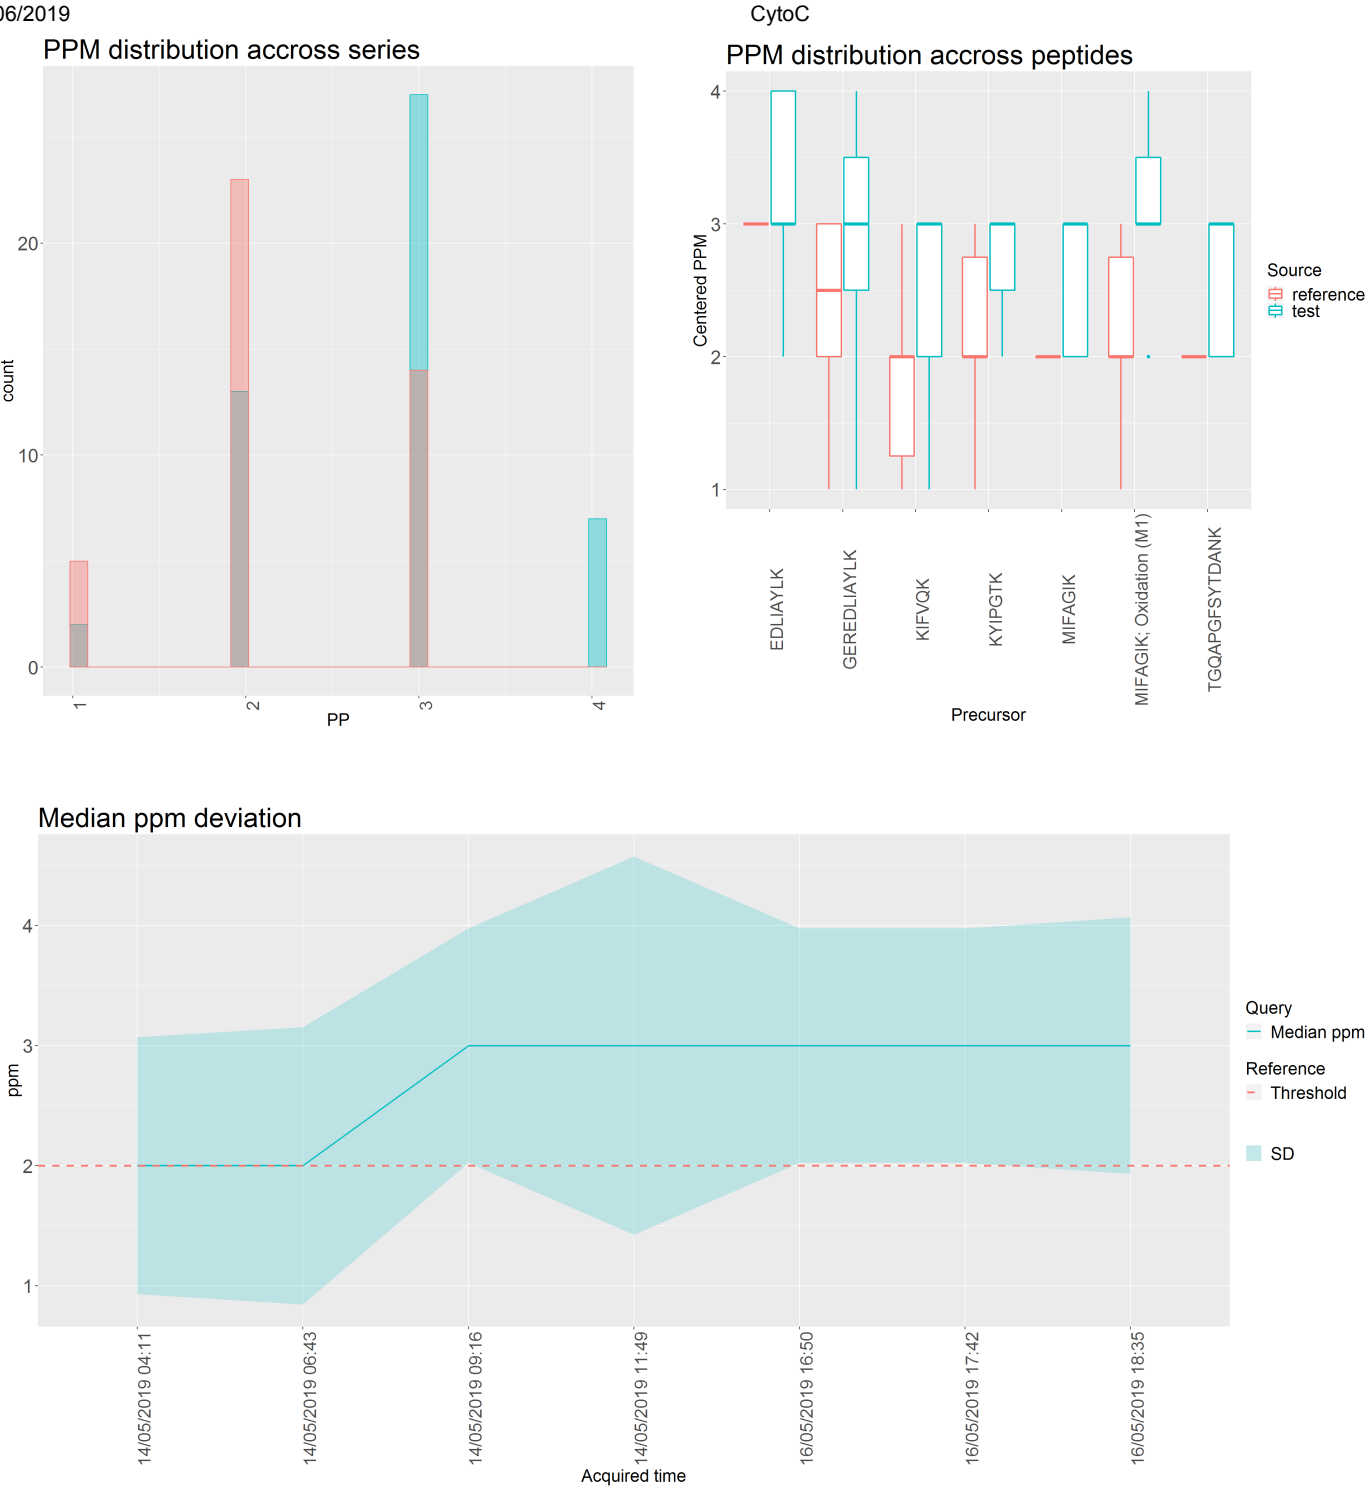 06/2019
CytoC
PPM distribution accross series
20
10
0
count
1
2
3
4
PP
PPM distribution accross peptides
4
3
2
1
Centered PPM
EDLIAYLK
GEREDLIAYLK
KIFVQK
KYIPGTK
MIFAGIK
MIFAGIK; Oxidation (M1)
TGQAPGFSYTDANK
Precursor
Source
reference
test
Median ppm deviation
4
3
2
1
ppm
14/05/2019 04:11
14/05/2019 06:43
14/05/2019 09:16
14/05/2019 11:49
16/05/2019 16:50
16/05/2019 17:42
16/05/2019 18:35
Acquired time
Query
Median ppm
Reference
Threshold
SD